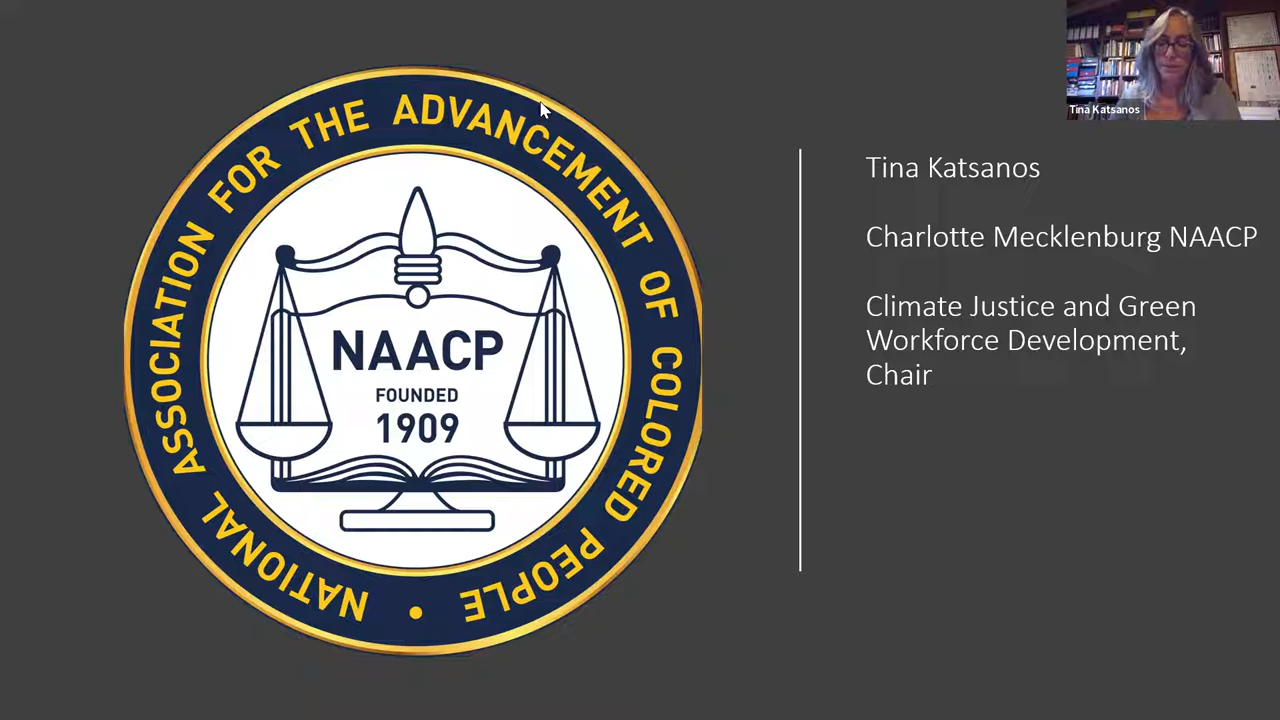 NATIONAL ASSOCIATION FOR THE ADVANCEMENT OF COLORED PEOPLE •
NAACP
FOUNDED
1909
Tina Katsanos
Tina Katsanos
Charlotte Mecklenburg NAACP
Climate Justice and Green
Workforce Development,
Chair